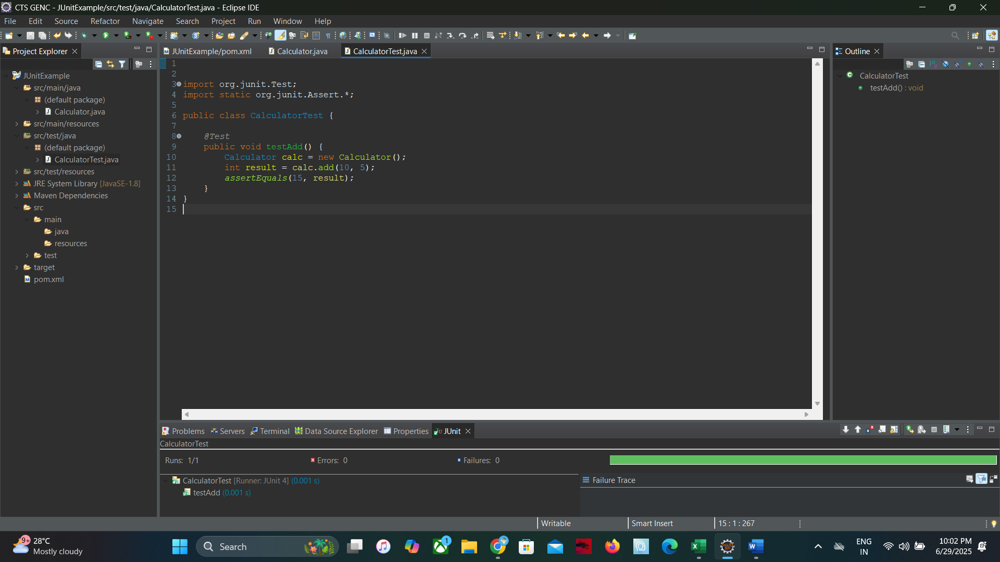 CTS GENC - JUnitExample/src/test/java/CalculatorTest.java - Eclipse IDE
File Edit Source Refactor Navigate Search Project Run Window Help
Project Explorer
JUnitExample
src/main/java
(default package)
Calculator.java
src/main/resources
src/test/java
(default package)
CalculatorTest.java
src/test/resources
JRE System Library [JavaSE-1.8]
Maven Dependencies
src
main
java
resources
test
target
pom.xml
JUnitExample/pom.xml Calculator.java CalculatorTest.java
1
2
3 import org.junit.Test;
4 import static org.junit.Assert.*;
5
6 public class CalculatorTest {
7
8 @Test
9 public void testAdd() {
10 Calculator calc = new Calculator();
11 int result = calc.add(10, 5);
12 assertEquals(15, result);
13 }
14 }
15
Outline
CalculatorTest
testAdd() : void
Problems Servers Terminal Data Source Explorer Properties JUnit
CalculatorTest
Runs: 1/1 Errors: 0 Failures: 0
CalculatorTest [Runner: JUnit 4] (0.001 s)
testAdd (0.001 s)
Failure Trace
Writable Smart Insert 15 : 1 : 267
9+
28°C
Mostly cloudy
Search
1
ENG
IN
10:02 PM
6/29/2025